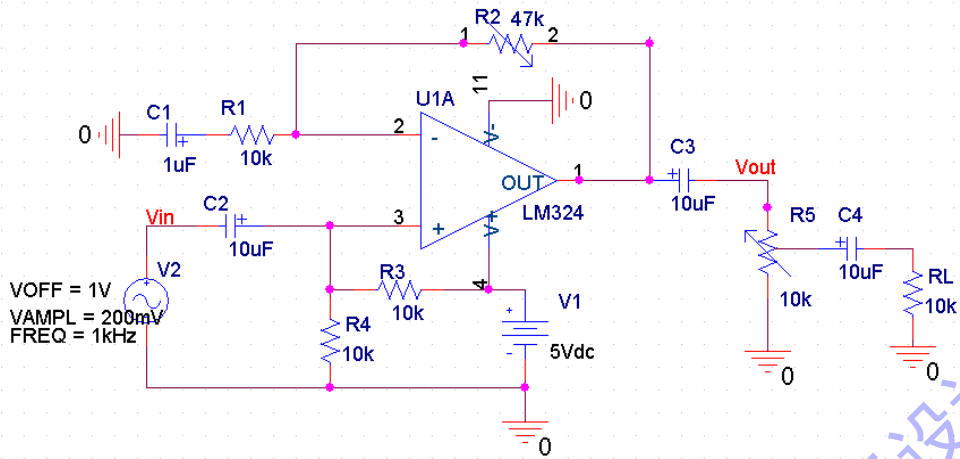 R2 47k
1 2
11
U1A
0
C1 R1
0
2
-
V-
1uF 10k
C3
1
OUT
Vout
10uF
LM324
C2
Vin
3
+
V+
10uF
R5 C4
V2
R3
4
V1
10uF
RL
VOFF = 1V
10k
10k
10k
VAMPL = 200mV
FREQ = 1kHz
R4
10k
5Vdc
0
0
0
设